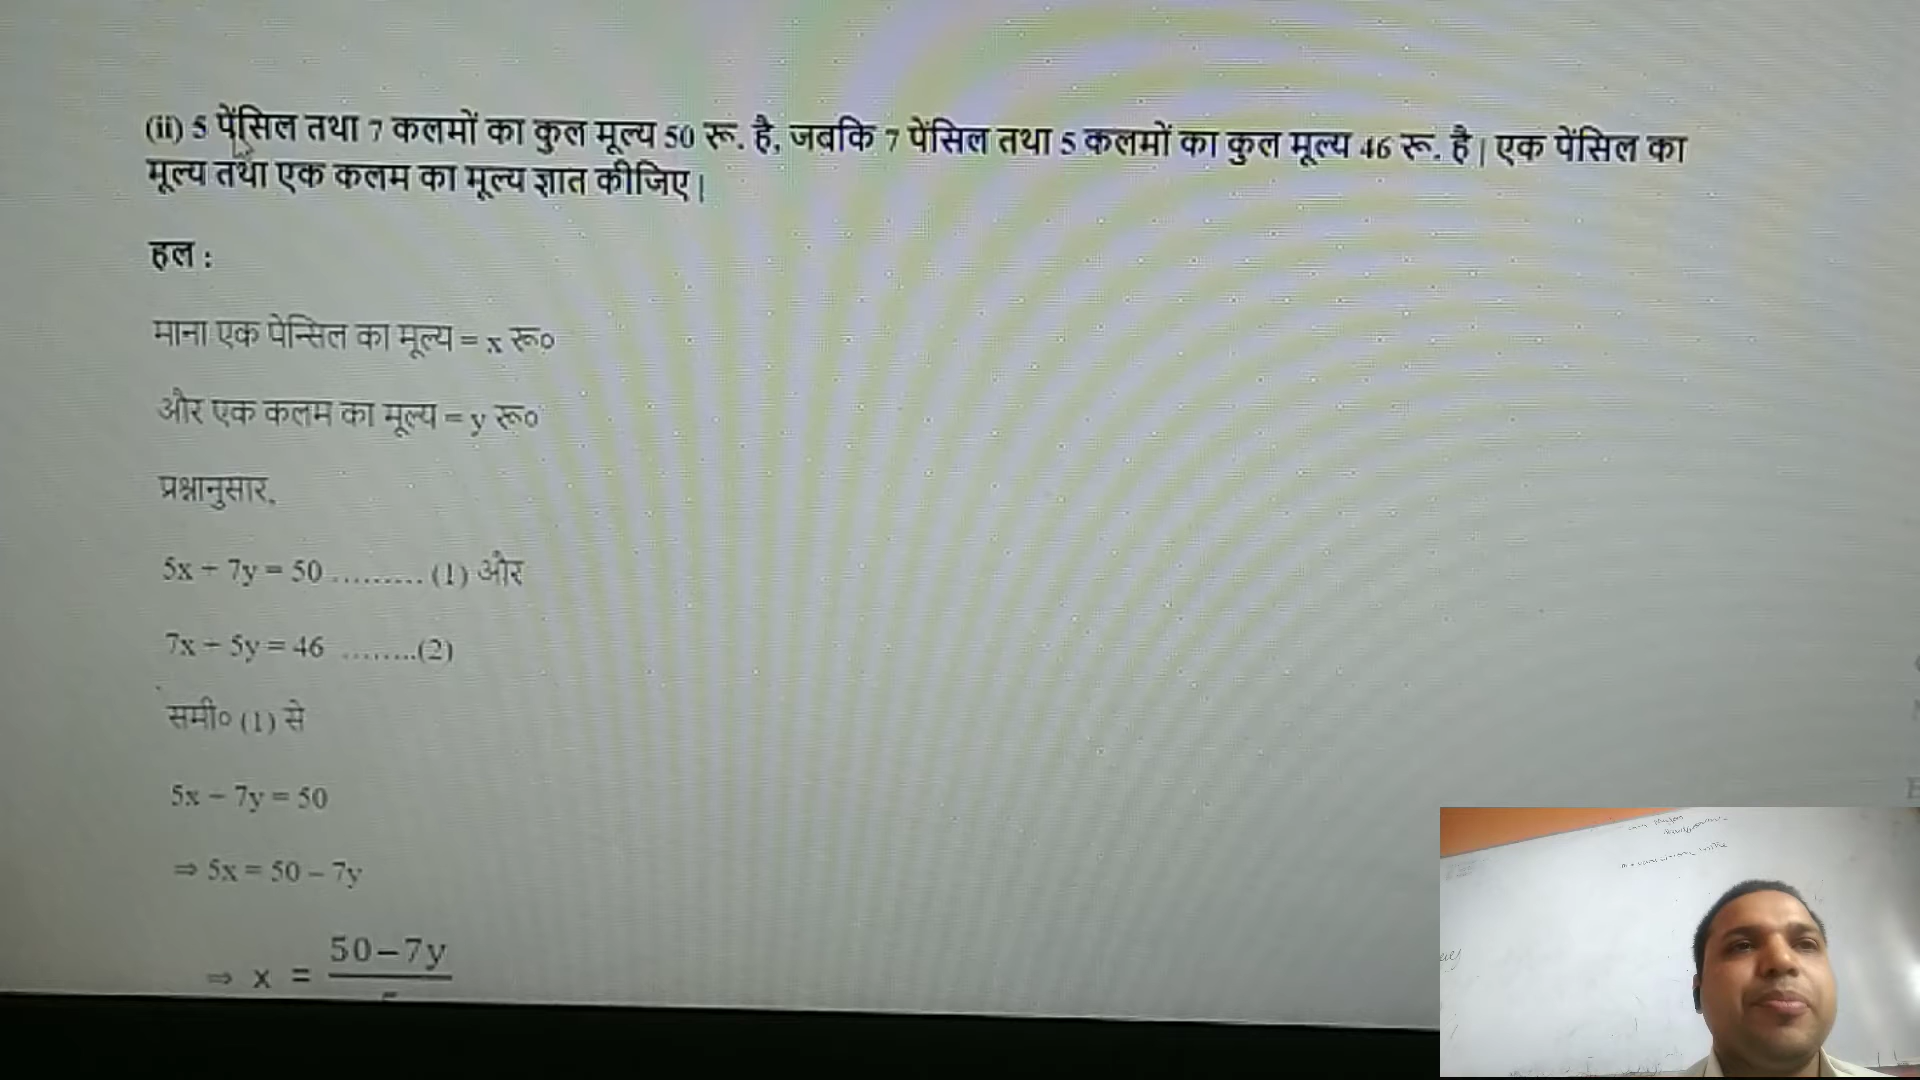 (ii) 5 पेंसिल तथा 7 कलमों का कुल मूल्य 50 रू. है, जबकि 7 पेंसिल तथा 5 कलमों का कुल मूल्य 46 रू. है | एक पेंसिल का
मूल्य तथा एक कलम का मूल्य ज्ञात कीजिए |
हल :
माना एक पेन्सिल का मूल्य = x रू०
और एक कलम का मूल्य = y रू०
प्रश्नानुसार,
5x + 7y = 50 ......... (1) और
7x + 5y = 46 ........(2)
समी० (1) से
5x + 7y = 50
⇒ 5x = 50 – 7y
⇒ x = 50–7y